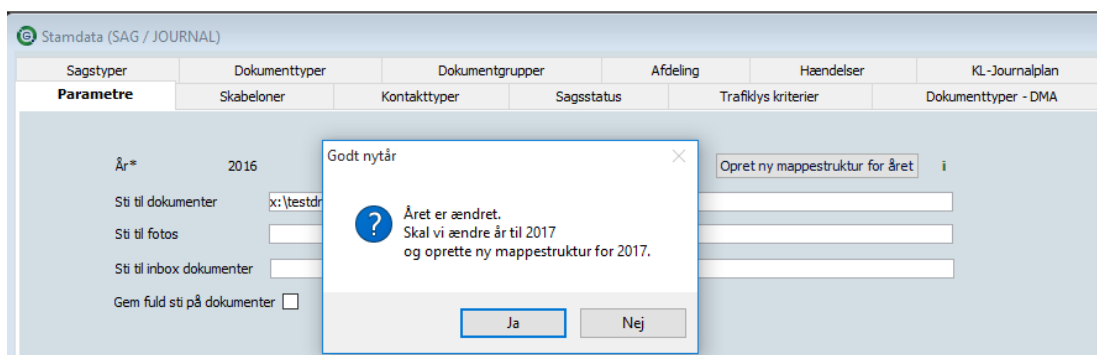 Stamdata (SAG / JOURNAL)
Sagstyper Dokumenttyper Dokumentgrupper Afdeling Hændelser KL-Journalplan
Parametre Skabeloner Kontakttyper Sagsstatus Trafiklys kriterier Dokumenttyper - DMA
Godt nytår
År* 2016 Opret ny mappestruktur for året i
Sti til dokumenter x:\testdr
Året er ændret.
Skal vi ændre år til 2017
og oprette ny mappestruktur for 2017.
Sti til fotos
Sti til inbox dokumenter
Gem fuld sti på dokumenter
Ja Nej